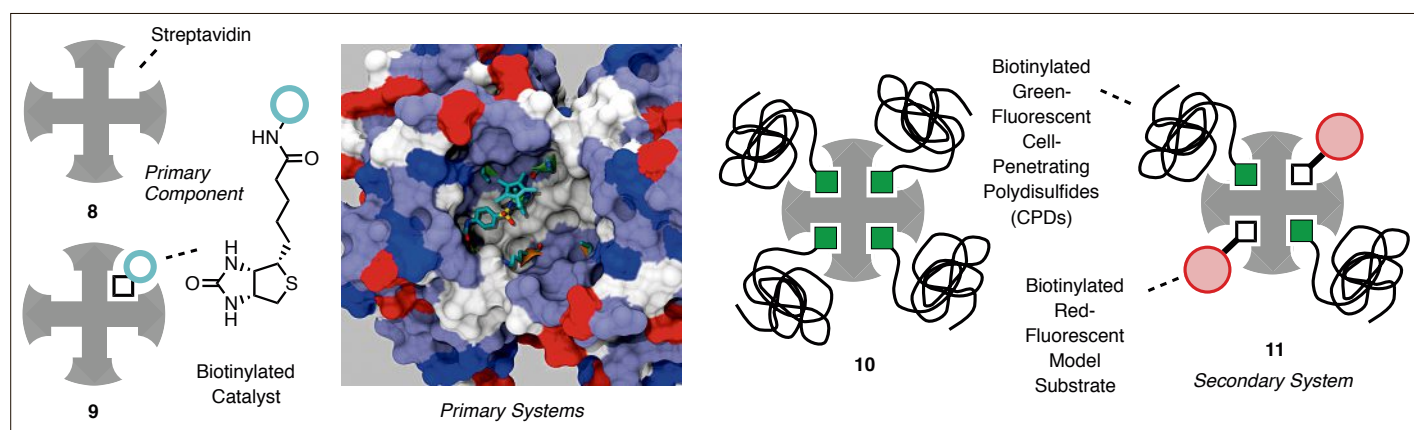 Streptavidin
HN
O
Primary
Component
8
H
N
O
N
H
S
Biotinylated
Catalyst
9
Primary Systems
10
Biotinylated
Green-
Fluorescent
Cell-
Penetrating
Polydisulfides
(CPDs)
Biotinylated
Red-
Fluorescent
Model
Substrate
11
Secondary System